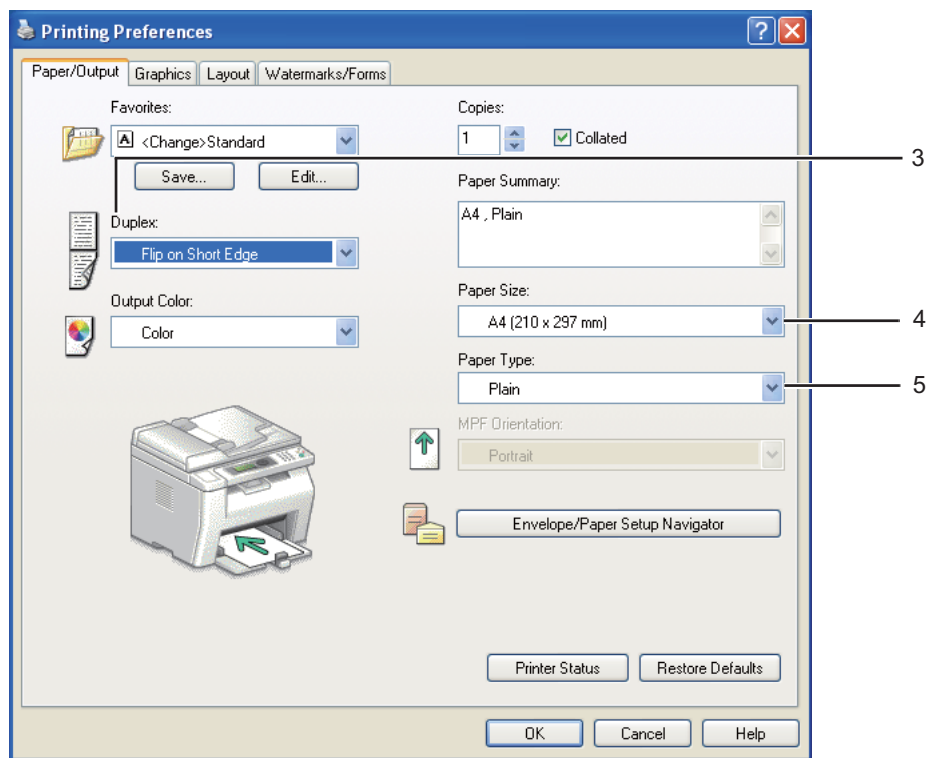 Printing Preferences
Paper/Output Graphics Layout Watermarks/Forms
Favorites:
A <Change>Standard
Save... Edit...
Duplex:
Flip on Short Edge
Output Color:
Color
Copies:
1 Collated
3
Paper Summary:
A4 , Plain
Paper Size:
A4 (210 x 297 mm)
4
Paper Type:
Plain
5
MPF Orientation:
Portrait
Envelope/Paper Setup Navigator
Printer Status Restore Defaults
OK Cancel Help